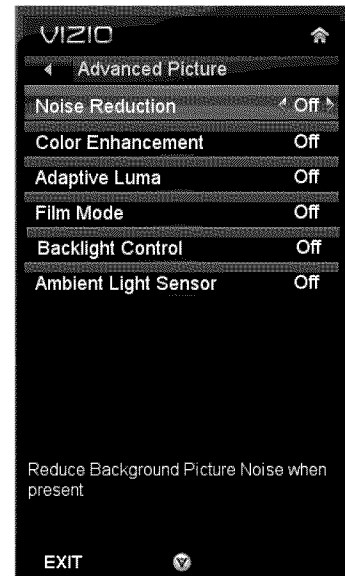 VIZIO
Advanced Picture
Noise Reduction Off
Color Enhancement Off
Adaptive Luma Off
Film Mode Off
Backlight Control Off
Ambient Light Sensor Off
Reduce Background Picture Noise when
present
EXIT